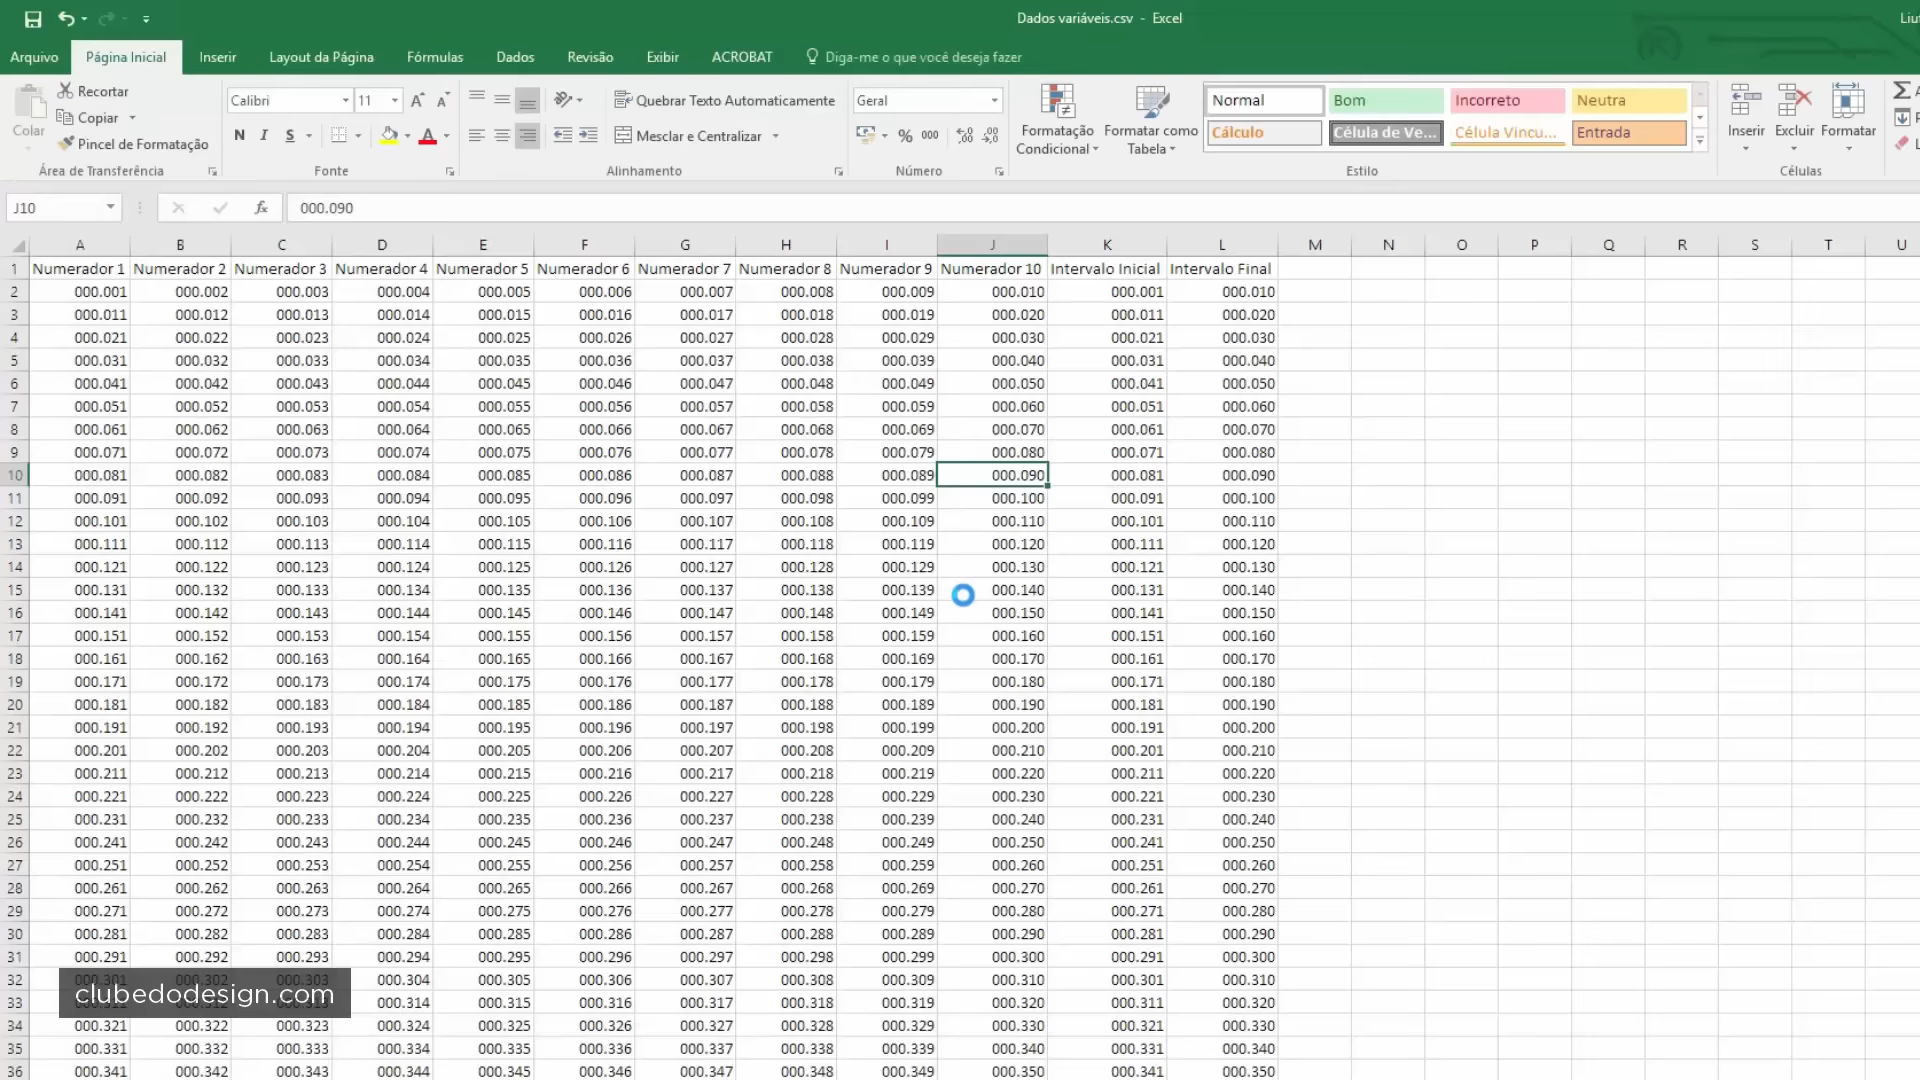 Dados variáveis.csv - Excel
Arquivo Página Inicial Inserir Layout da Página Fórmulas Dados Revisão Exibir ACROBAT Diga-me o que você deseja fazer
Colar Recortar Copiar Pincel de Formatação
Calibri 11 N I S
Quebrar Texto Automaticamente
Mesclar e Centralizar
Geral % 000
Formatação Condicional Formatar como Tabela
Normal Bom Incorreto Neutra
Cálculo Célula de Ve... Célula Vincu... Entrada
Inserir Excluir Formatar
Área de Transferência Fonte Alinhamento Número Estilo Células
J10 fx 000.090
A B C D E F G H I J K L M N O P Q R S T U
1 Numerador 1 Numerador 2 Numerador 3 Numerador 4 Numerador 5 Numerador 6 Numerador 7 Numerador 8 Numerador 9 Numerador 10 Intervalo Inicial Intervalo Final
2 000.001 000.002 000.003 000.004 000.005 000.006 000.007 000.008 000.009 000.010 000.001 000.010
3 000.011 000.012 000.013 000.014 000.015 000.016 000.017 000.018 000.019 000.020 000.011 000.020
4 000.021 000.022 000.023 000.024 000.025 000.026 000.027 000.028 000.029 000.030 000.021 000.030
5 000.031 000.032 000.033 000.034 000.035 000.036 000.037 000.038 000.039 000.040 000.031 000.040
6 000.041 000.042 000.043 000.044 000.045 000.046 000.047 000.048 000.049 000.050 000.041 000.050
7 000.051 000.052 000.053 000.054 000.055 000.056 000.057 000.058 000.059 000.060 000.051 000.060
8 000.061 000.062 000.063 000.064 000.065 000.066 000.067 000.068 000.069 000.070 000.061 000.070
9 000.071 000.072 000.073 000.074 000.075 000.076 000.077 000.078 000.079 000.080 000.071 000.080
10 000.081 000.082 000.083 000.084 000.085 000.086 000.087 000.088 000.089 000.090 000.081 000.090
11 000.091 000.092 000.093 000.094 000.095 000.096 000.097 000.098 000.099 000.100 000.091 000.100
12 000.101 000.102 000.103 000.104 000.105 000.106 000.107 000.108 000.109 000.110 000.101 000.110
13 000.111 000.112 000.113 000.114 000.115 000.116 000.117 000.118 000.119 000.120 000.111 000.120
14 000.121 000.122 000.123 000.124 000.125 000.126 000.127 000.128 000.129 000.130 000.121 000.130
15 000.131 000.132 000.133 000.134 000.135 000.136 000.137 000.138 000.139 000.140 000.131 000.140
16 000.141 000.142 000.143 000.144 000.145 000.146 000.147 000.148 000.149 000.150 000.141 000.150
17 000.151 000.152 000.153 000.154 000.155 000.156 000.157 000.158 000.159 000.160 000.151 000.160
18 000.161 000.162 000.163 000.164 000.165 000.166 000.167 000.168 000.169 000.170 000.161 000.170
19 000.171 000.172 000.173 000.174 000.175 000.176 000.177 000.178 000.179 000.180 000.171 000.180
20 000.181 000.182 000.183 000.184 000.185 000.186 000.187 000.188 000.189 000.190 000.181 000.190
21 000.191 000.192 000.193 000.194 000.195 000.196 000.197 000.198 000.199 000.200 000.191 000.200
22 000.201 000.202 000.203 000.204 000.205 000.206 000.207 000.208 000.209 000.210 000.201 000.210
23 000.211 000.212 000.213 000.214 000.215 000.216 000.217 000.218 000.219 000.220 000.211 000.220
24 000.221 000.222 000.223 000.224 000.225 000.226 000.227 000.228 000.229 000.230 000.221 000.230
25 000.231 000.232 000.233 000.234 000.235 000.236 000.237 000.238 000.239 000.240 000.231 000.240
26 000.241 000.242 000.243 000.244 000.245 000.246 000.247 000.248 000.249 000.250 000.241 000.250
27 000.251 000.252 000.253 000.254 000.255 000.256 000.257 000.258 000.259 000.260 000.251 000.260
28 000.261 000.262 000.263 000.264 000.265 000.266 000.267 000.268 000.269 000.270 000.261 000.270
29 000.271 000.272 000.273 000.274 000.275 000.276 000.277 000.278 000.279 000.280 000.271 000.280
30 000.281 000.282 000.283 000.284 000.285 000.286 000.287 000.288 000.289 000.290 000.281 000.290
31 000.291 000.292 000.293 000.294 000.295 000.296 000.297 000.298 000.299 000.300 000.291 000.300
32 000.301 000.302 000.303 000.304 000.305 000.306 000.307 000.308 000.309 000.310 000.301 000.310
clubedodesign.com
33 000.314 000.315 000.316 000.317 000.318 000.319 000.320 000.311 000.320
34 000.321 000.322 000.323 000.324 000.325 000.326 000.327 000.328 000.329 000.330 000.321 000.330
35 000.331 000.332 000.333 000.334 000.335 000.336 000.337 000.338 000.339 000.340 000.331 000.340
36 000.341 000.342 000.343 000.344 000.345 000.346 000.347 000.348 000.349 000.350 000.341 000.350